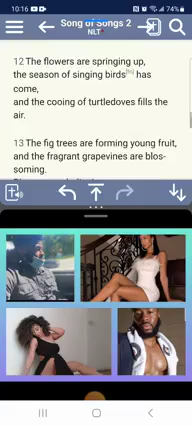 10:16
74%
Song of Songs 2
NLT
12 The flowers are springing up,
the season of singing birds[b] has
come,
and the cooing of turtledoves fills the
air.
13 The fig trees are forming young fruit,
and the fragrant grapevines are blos-
soming.